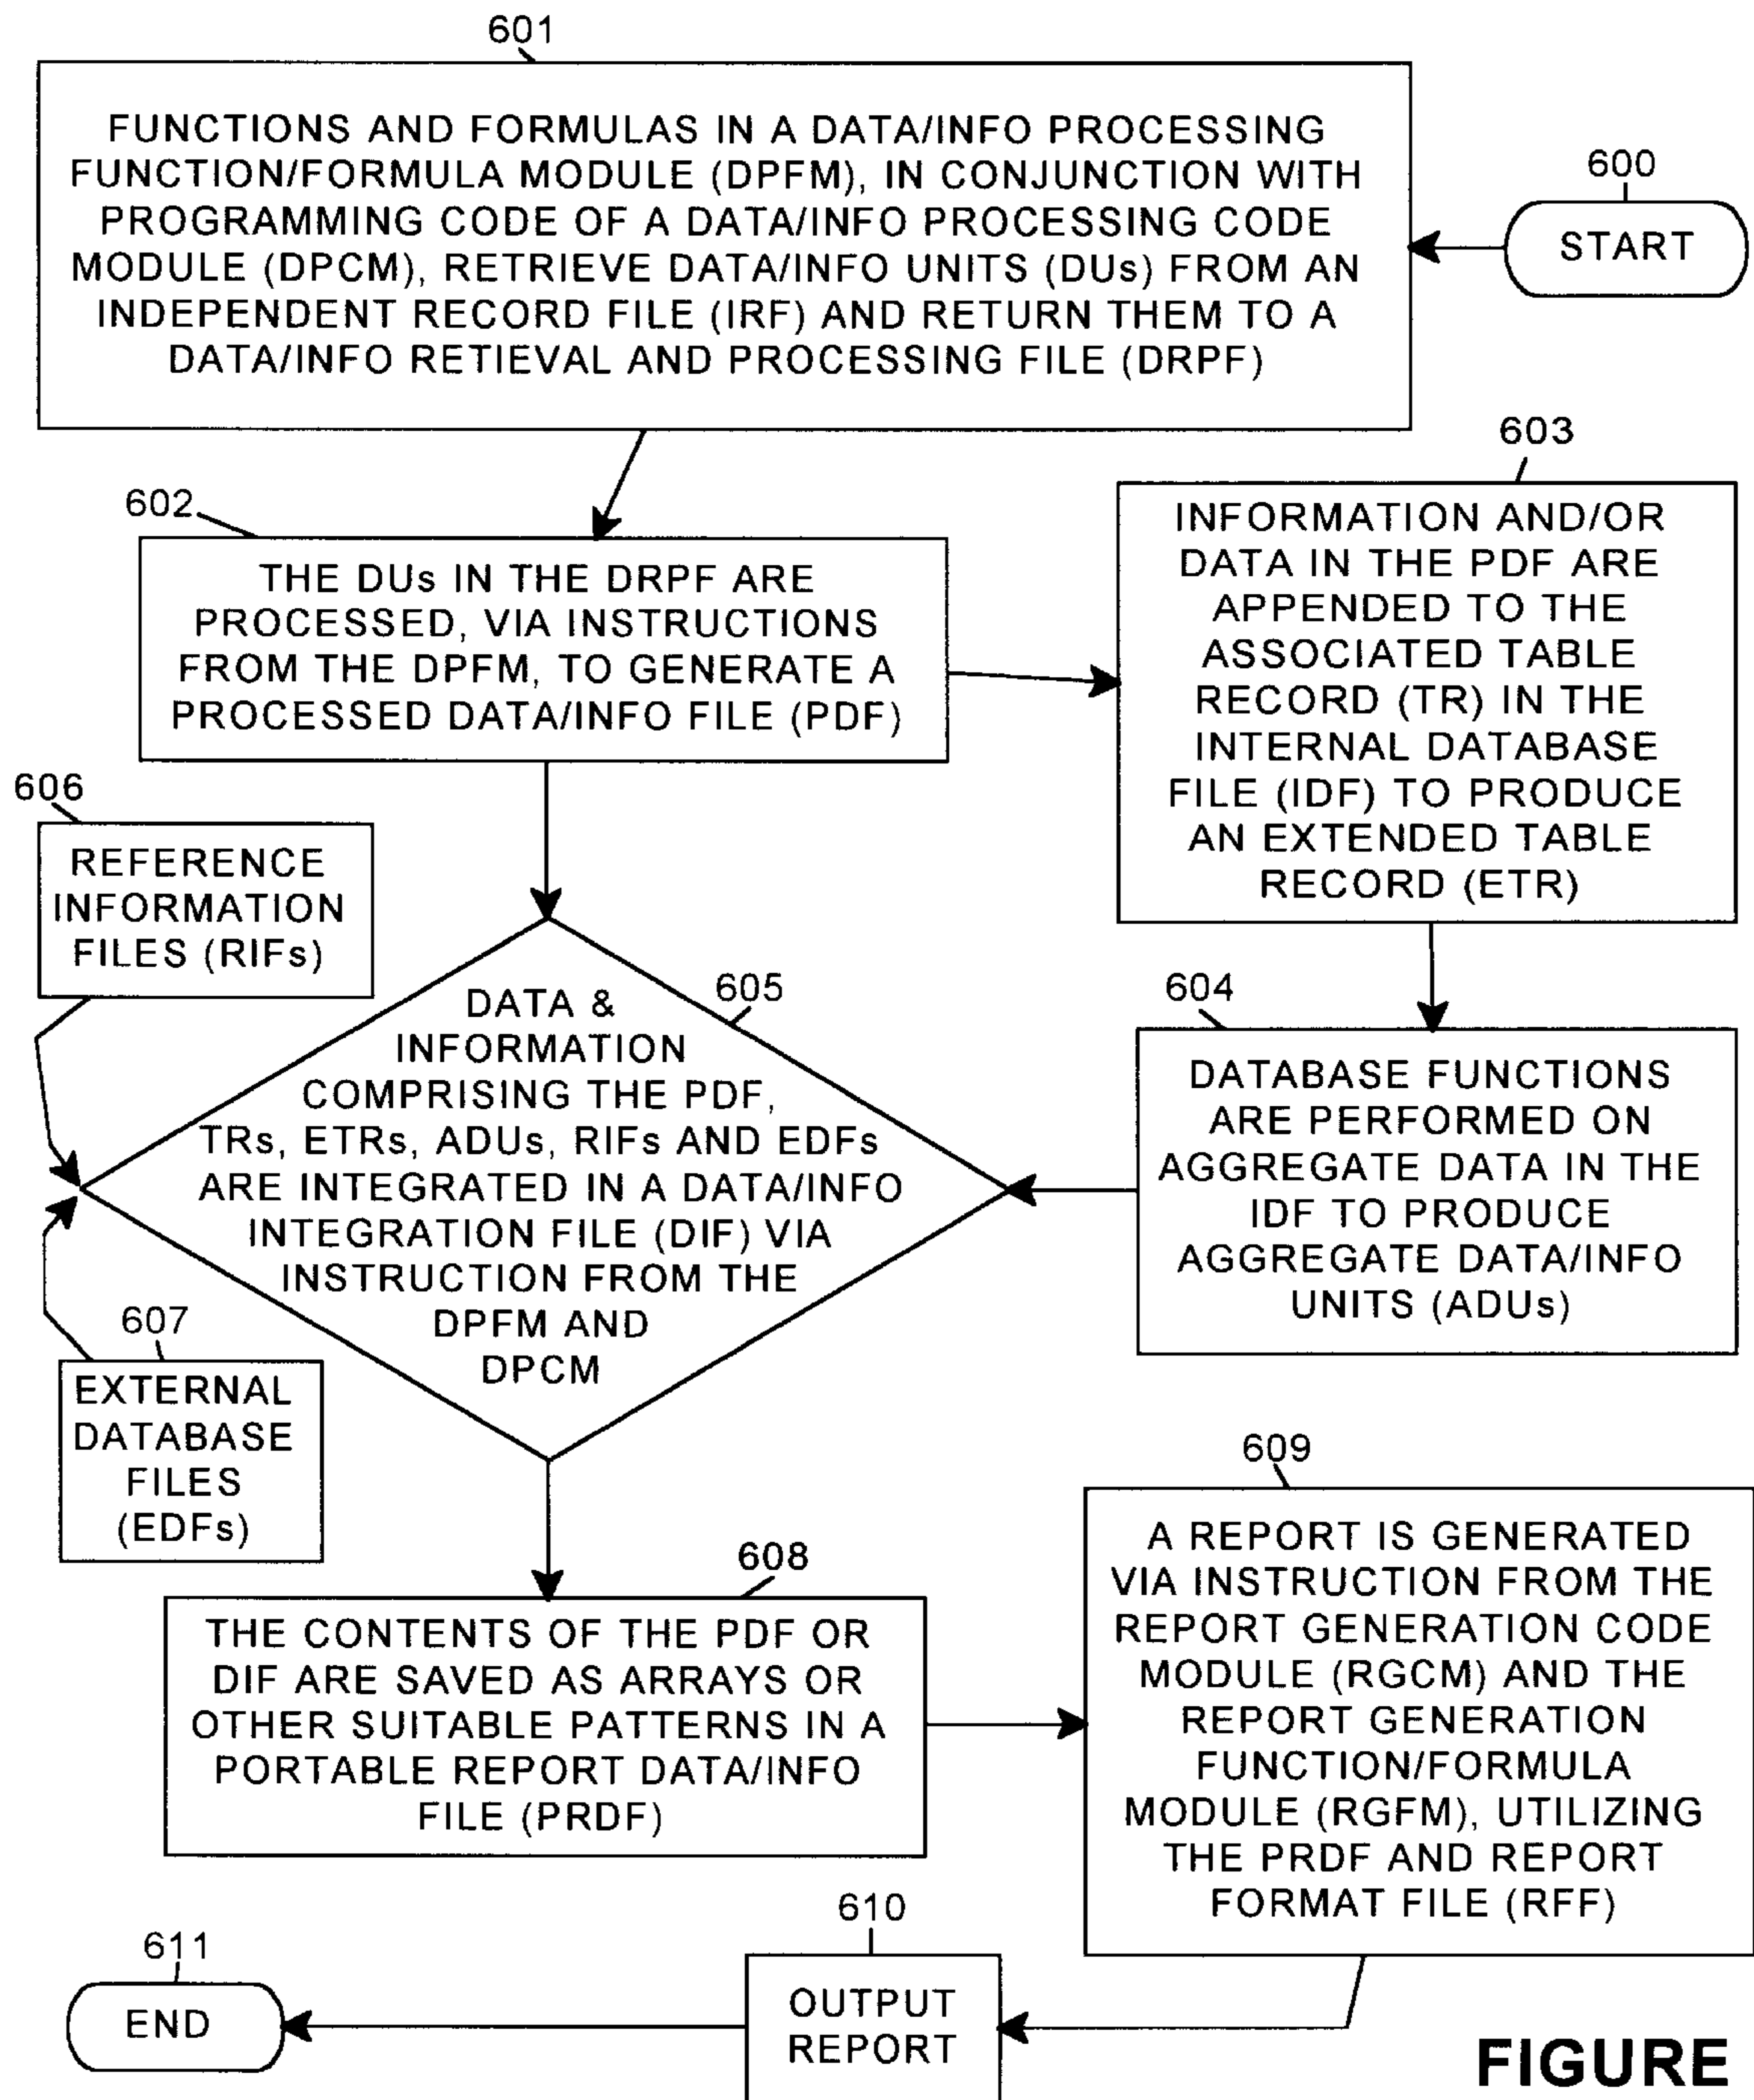 601
FUNCTIONS AND FORMULAS IN A DATA/INFO PROCESSING
FUNCTION/FORMULA MODULE (DPFM), IN CONJUNCTION WITH
PROGRAMMING CODE OF A DATA/INFO PROCESSING CODE
MODULE (DPCM), RETRIEVE DATA/INFO UNITS (DUs) FROM AN
INDEPENDENT RECORD FILE (IRF) AND RETURN THEM TO A
DATA/INFO RETIEVAL AND PROCESSING FILE (DRPF)
600
START
602
THE DUs IN THE DRPF ARE
PROCESSED, VIA INSTRUCTIONS
FROM THE DPFM, TO GENERATE A
PROCESSED DATA/INFO FILE (PDF)
603
INFORMATION AND/OR
DATA IN THE PDF ARE
APPENDED TO THE
ASSOCIATED TABLE
RECORD (TR) IN THE
INTERNAL DATABASE
FILE (IDF) TO PRODUCE
AN EXTENDED TABLE
RECORD (ETR)
606
REFERENCE
INFORMATION
FILES (RIFs)
605
DATA &
INFORMATION
COMPRISING THE PDF,
TRs, ETRs, ADUs, RIFs AND EDFs
ARE INTEGRATED IN A DATA/INFO
INTEGRATION FILE (DIF) VIA
INSTRUCTION FROM THE
DPFM AND
DPCM
604
DATABASE FUNCTIONS
ARE PERFORMED ON
AGGREGATE DATA IN THE
IDF TO PRODUCE
AGGREGATE DATA/INFO
UNITS (ADUs)
607
EXTERNAL
DATABASE
FILES
(EDFs)
608
THE CONTENTS OF THE PDF OR
DIF ARE SAVED AS ARRAYS OR
OTHER SUITABLE PATTERNS IN A
PORTABLE REPORT DATA/INFO
FILE (PRDF)
609
A REPORT IS GENERATED
VIA INSTRUCTION FROM THE
REPORT GENERATION CODE
MODULE (RGCM) AND THE
REPORT GENERATION
FUNCTION/FORMULA
MODULE (RGFM), UTILIZING
THE PRDF AND REPORT
FORMAT FILE (RFF)
610
OUTPUT
REPORT
611
END
FIGURE